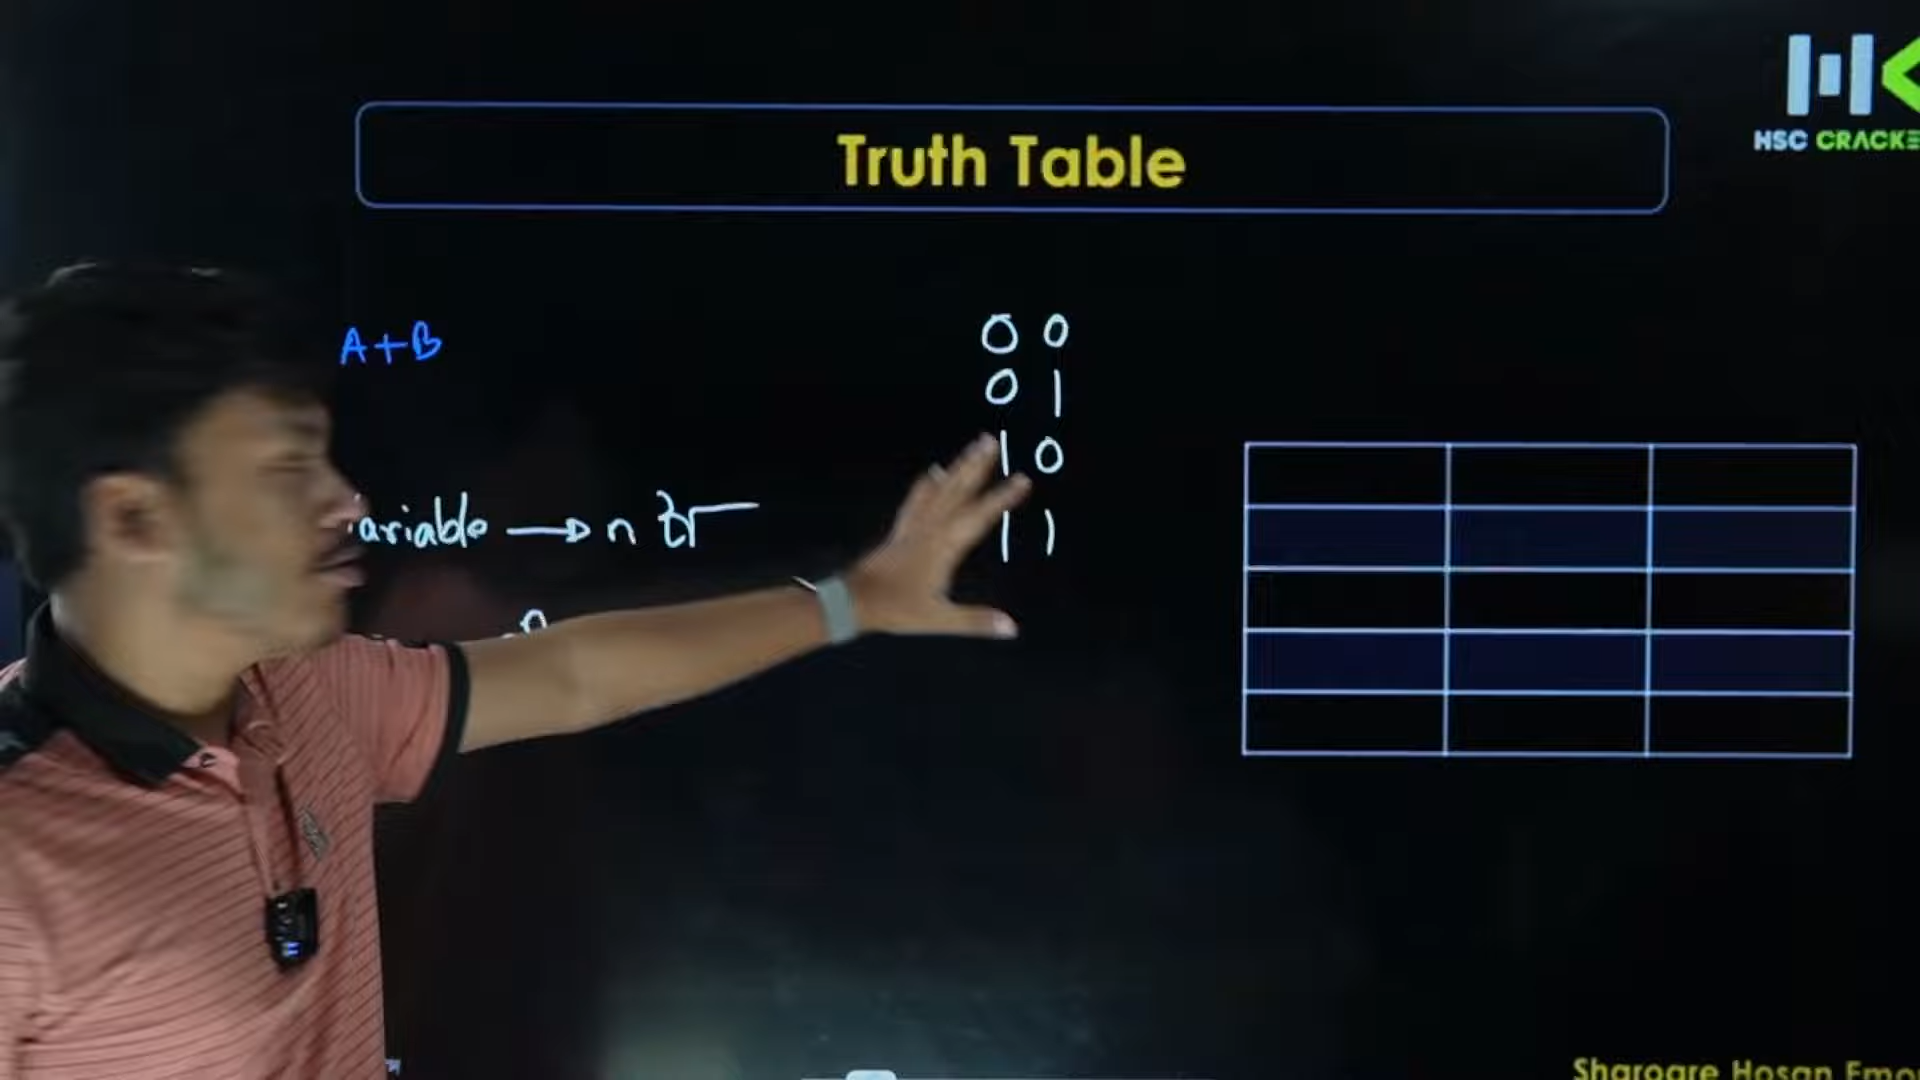 Truth Table
HSC CRACKE
A+B
0 0
0 1
1 0
ariable → n টা
1 1
n
Sharoare Hosan Emo